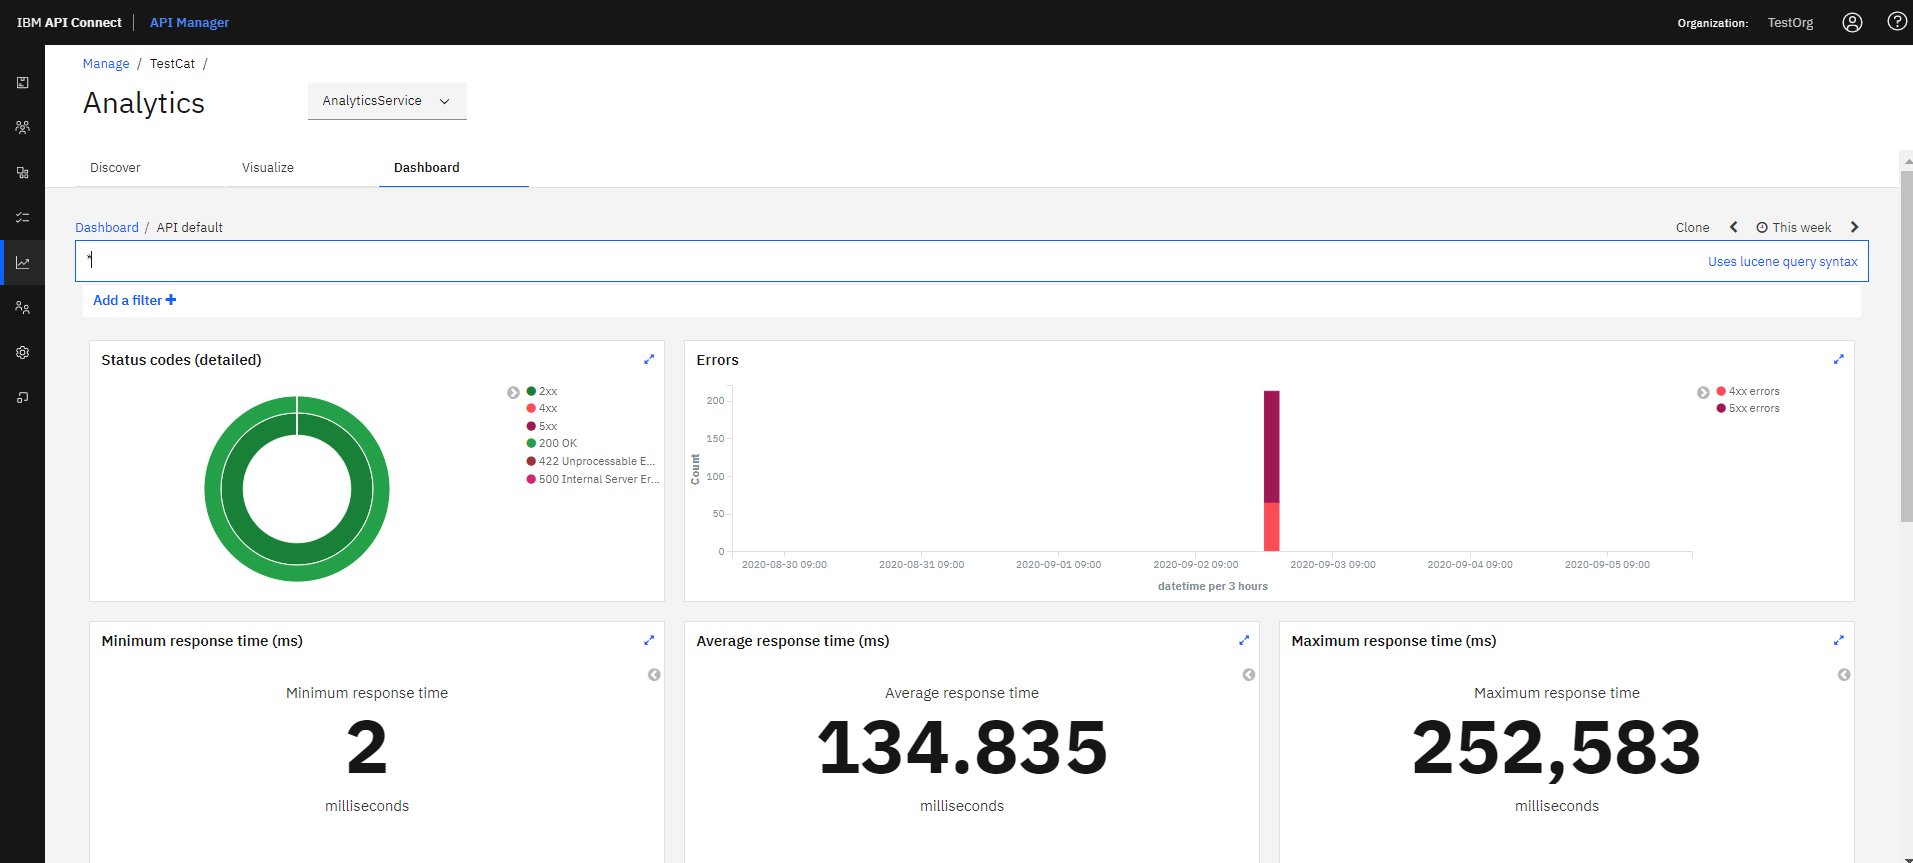 IBM API Connect | API Manager
Organization: TestOrg
Manage / TestCat /
Analytics
AnalyticsService
Discover Visualize Dashboard
Dashboard / API default
Clone This week
*
Uses lucene query syntax
Add a filter
Status codes (detailed)
2xx
4xx
5xx
200 OK
422 Unprocessable E...
500 Internal Server Er...
Errors
4xx errors
5xx errors
Count
200
150
100
50
0
2020-08-30 09:00 2020-08-31 09:00 2020-09-01 09:00 2020-09-02 09:00 2020-09-03 09:00 2020-09-04 09:00 2020-09-05 09:00
datetime per 3 hours
Minimum response time (ms)
Minimum response time
2
milliseconds
Average response time (ms)
Average response time
134.835
milliseconds
Maximum response time (ms)
Maximum response time
252,583
milliseconds